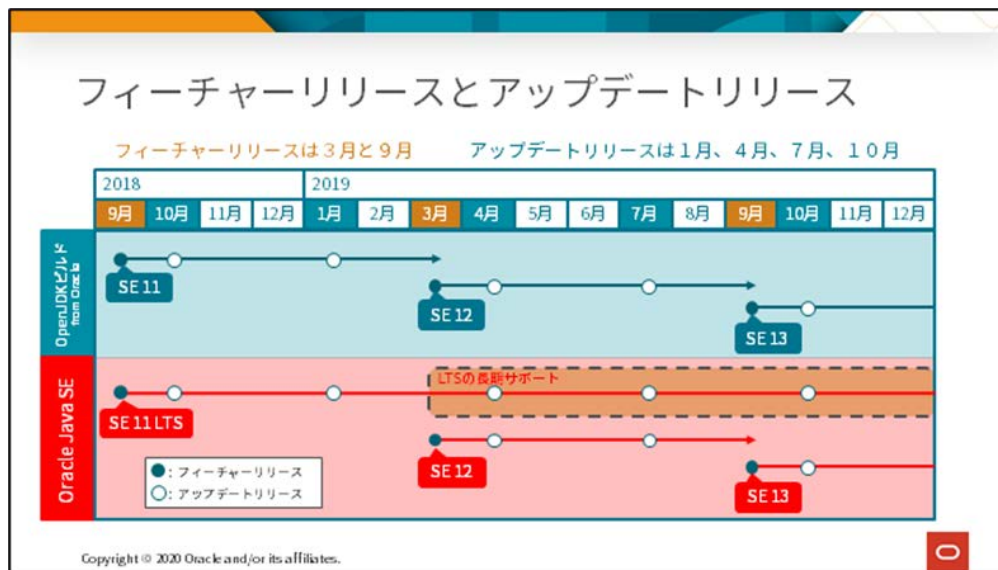 フィーチャーリリースとアップデートリリース
フィーチャーリリースは3月と9月
アップデートリリースは1月、4月、7月、10月
2018
2019
9月 10月 11月 12月 1月 2月 3月 4月 5月 6月 7月 8月 9月 10月 11月 12月
OpenJDKビルド
from Oracle
SE 11
SE 12
SE 13
Oracle Java SE
LTSの長期サポート
SE 11 LTS
SE 12
SE 13
●: フィーチャーリリース
○: アップデートリリース
Copyright © 2020 Oracle and/or its affiliates.